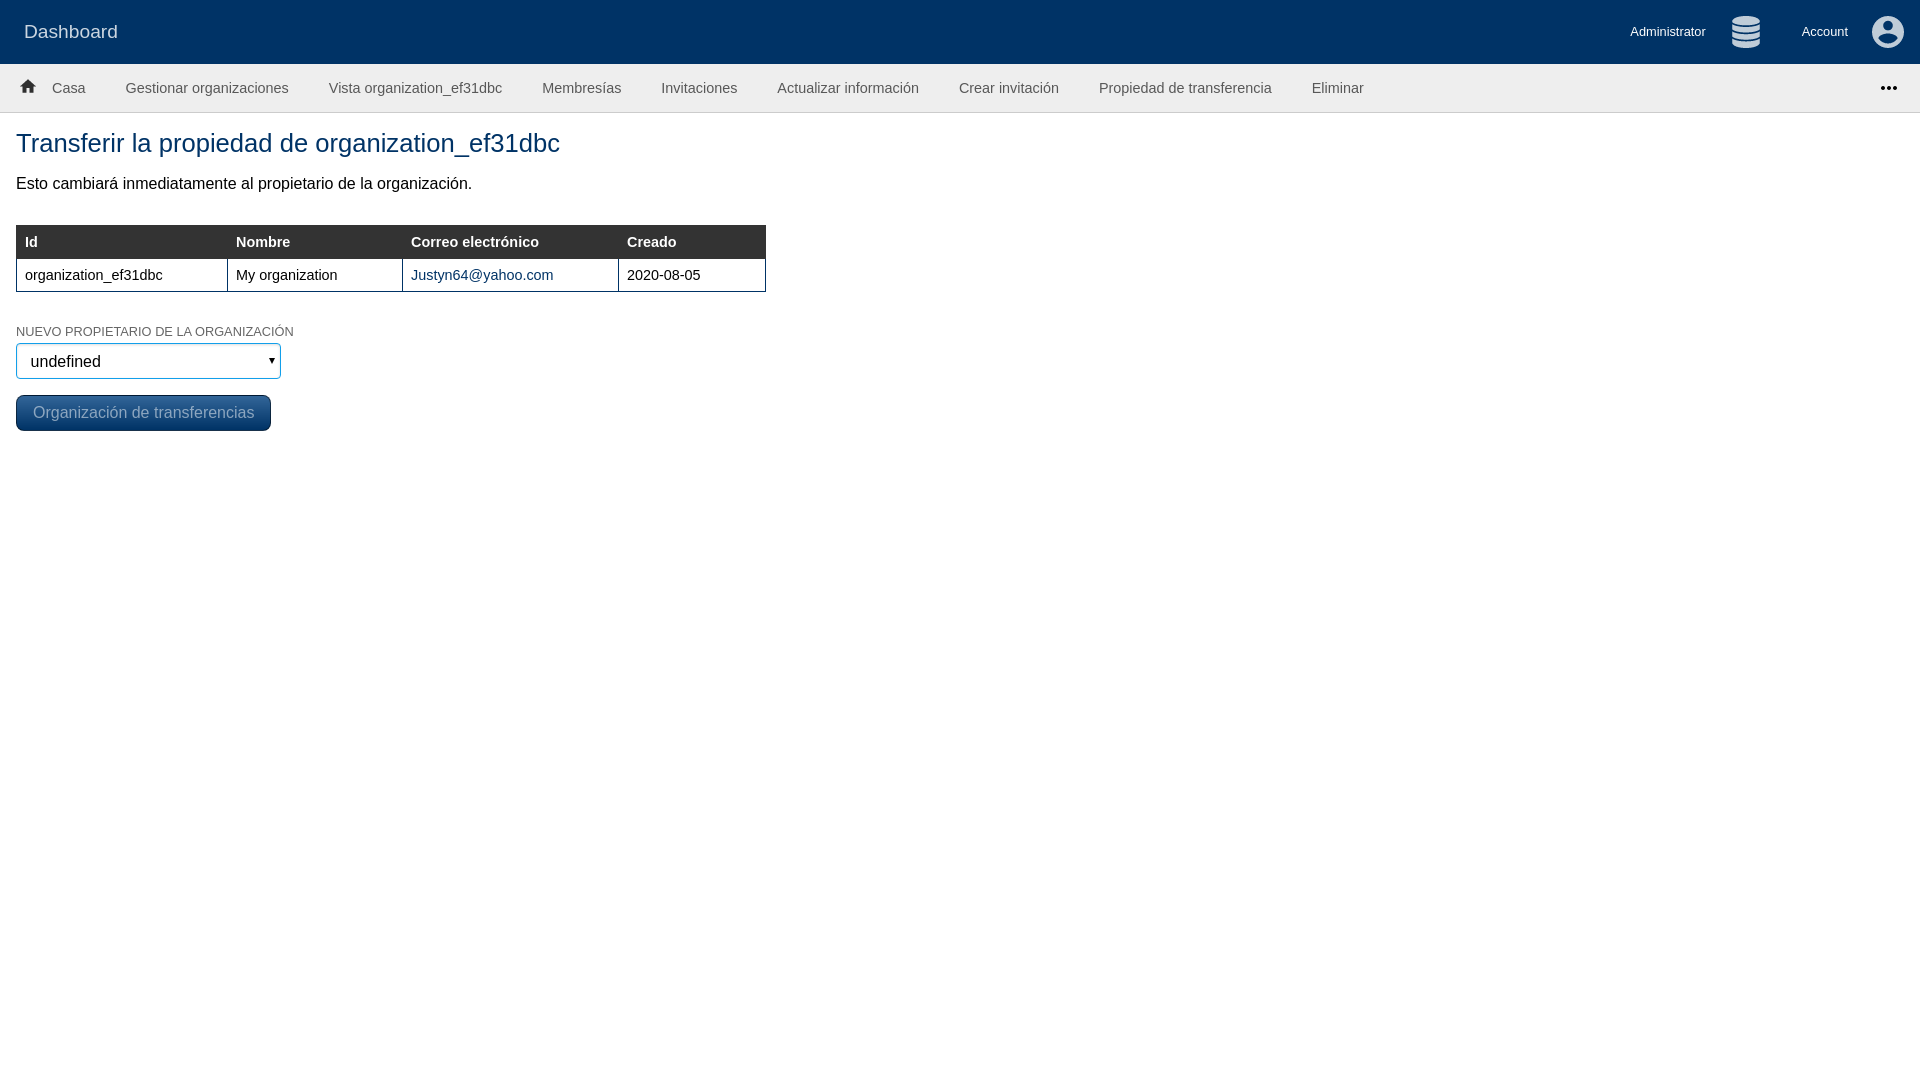 Dashboard
Administrator
Account
Casa
Gestionar organizaciones
Vista organization_ef31dbc
Membresías
Invitaciones
Actualizar información
Crear invitación
Propiedad de transferencia
Eliminar
Transferir la propiedad de organization_ef31dbc
Esto cambiará inmediatamente al propietario de la organización.
Id Nombre Correo electrónico Creado
organization_ef31dbc My organization Justyn64@yahoo.com 2020-08-05
NUEVO PROPIETARIO DE LA ORGANIZACIÓN
undefined
Organización de transferencias